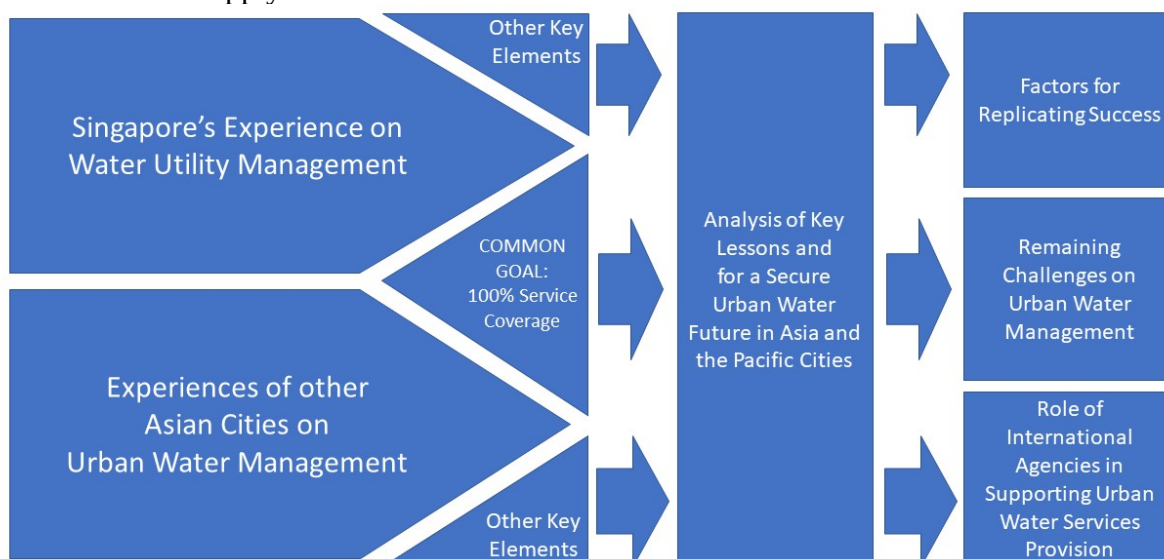 upply
Other Key
Elements
Singapore's Experience on
Water Utility Management
COMMON
GOAL:
100% Service
Coverage
Experiences of other
Asian Cities on
Urban Water Management
Other Key
Elements
Analysis of Key
Lessons and
for a Secure
Urban Water
Future in Asia and
the Pacific Cities
Factors for
Replicating Success
Remaining
Challenges on
Urban Water
Management
Role of
International
Agencies in
Supporting Urban
Water Services
Provision